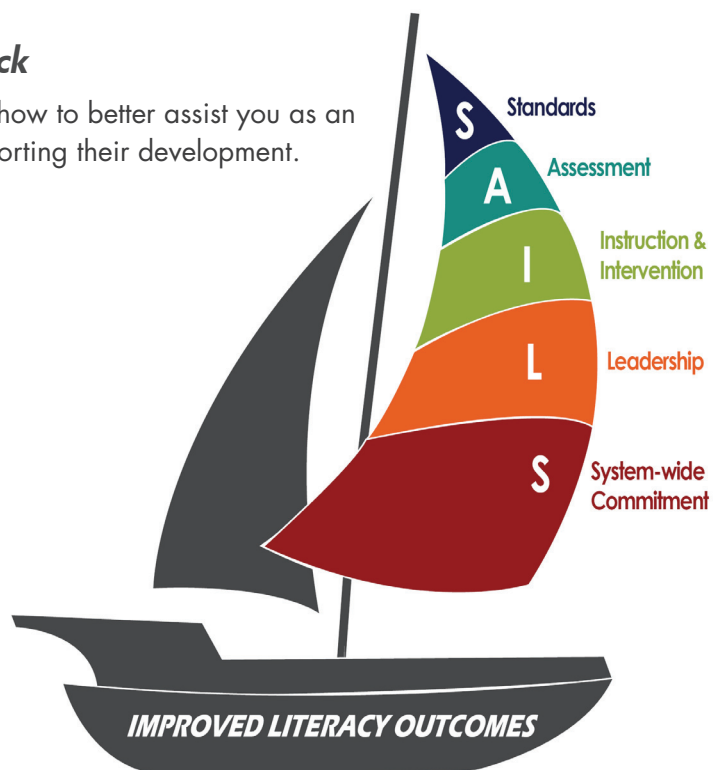 ck
how to better assist you as an
orting their development.
S
Standards
A
Assessment
I
Instruction &
Intervention
L
Leadership
S
System-wide
Commitment
IMPROVED LITERACY OUTCOMES